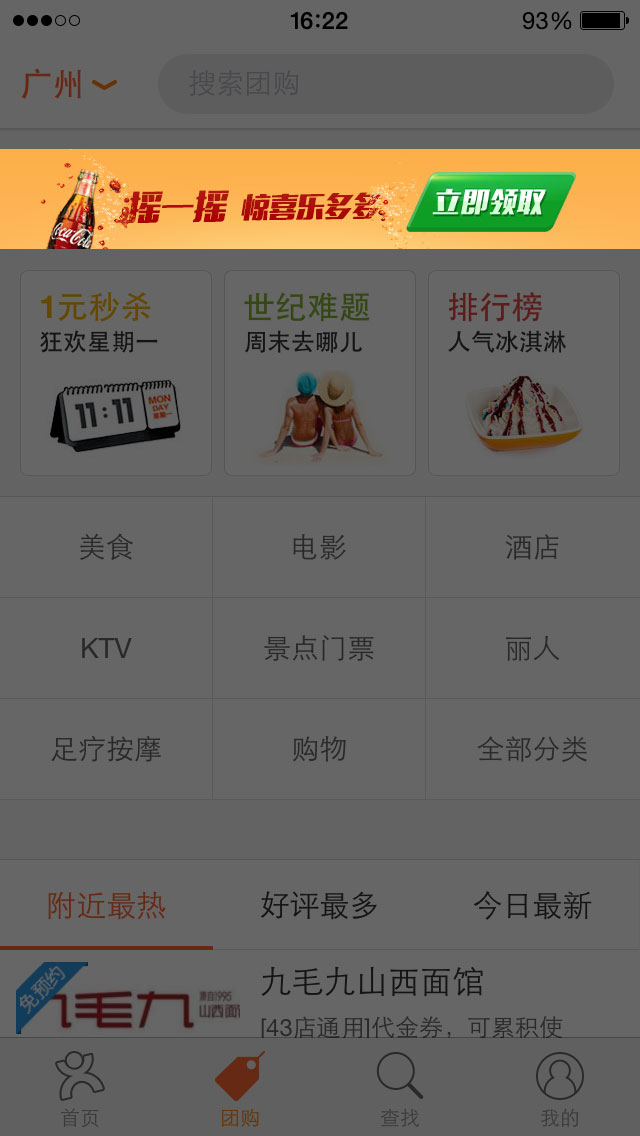 16:22
93%
广州
搜索团购
Coca-Cola
摇一摇 惊喜乐多多
立即领取
1元秒杀
狂欢星期一
11:11
MON
DAY
星期一
世纪难题
周末去哪儿
排行榜
人气冰淇淋
美食
电影
酒店
KTV
景点门票
丽人
足疗按摩
购物
全部分类
附近最热
好评最多
今日最新
免预约
九毛九
源自1995
山西面
九毛九山西面馆
[43店通用]代金券，可累积使
首页
团购
查找
我的